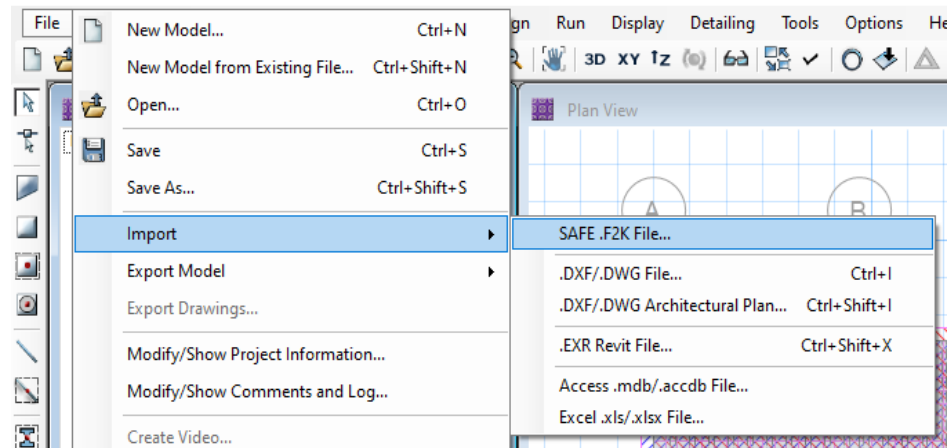 File gn Run Display Detailing Tools Options He
New Model... Ctrl+N
New Model from Existing File... Ctrl+Shift+N
3D XY
Open... Ctrl+O
Plan View
Save Ctrl+S
Save As... Ctrl+Shift+S
A B
Import
SAFE .F2K File...
Export Model
.DXF/.DWG File... Ctrl+I
Export Drawings...
.DXF/.DWG Architectural Plan... Ctrl+Shift+I
.EXR Revit File... Ctrl+Shift+X
Modify/Show Project Information...
Modify/Show Comments and Log...
Access .mdb/.accdb File...
Excel .xls/.xlsx File...
Create Video...